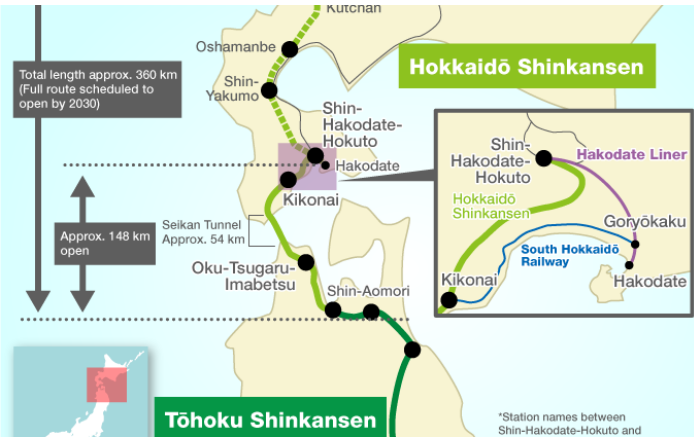 Kutchan
Oshamanbe
Hokkaidō Shinkansen
Total length approx. 360 km
(Full route scheduled to
open by 2030)
Shin-
Yakumo
Shin-
Hakodate-
Hokuto
Hakodate
Kikonai
Shin-
Hakodate-
Hokuto
Hakodate Liner
Hokkaidō
Shinkansen
Goryōkaku
South Hokkaidō
Railway
Hakodate
Kikonai
Approx. 148 km
open
Seikan Tunnel
Approx. 54 km
Oku-Tsugaru-
Imabetsu
Shin-Aomori
Tōhoku Shinkansen
*Station names between
Shin-Hakodate-Hokuto and